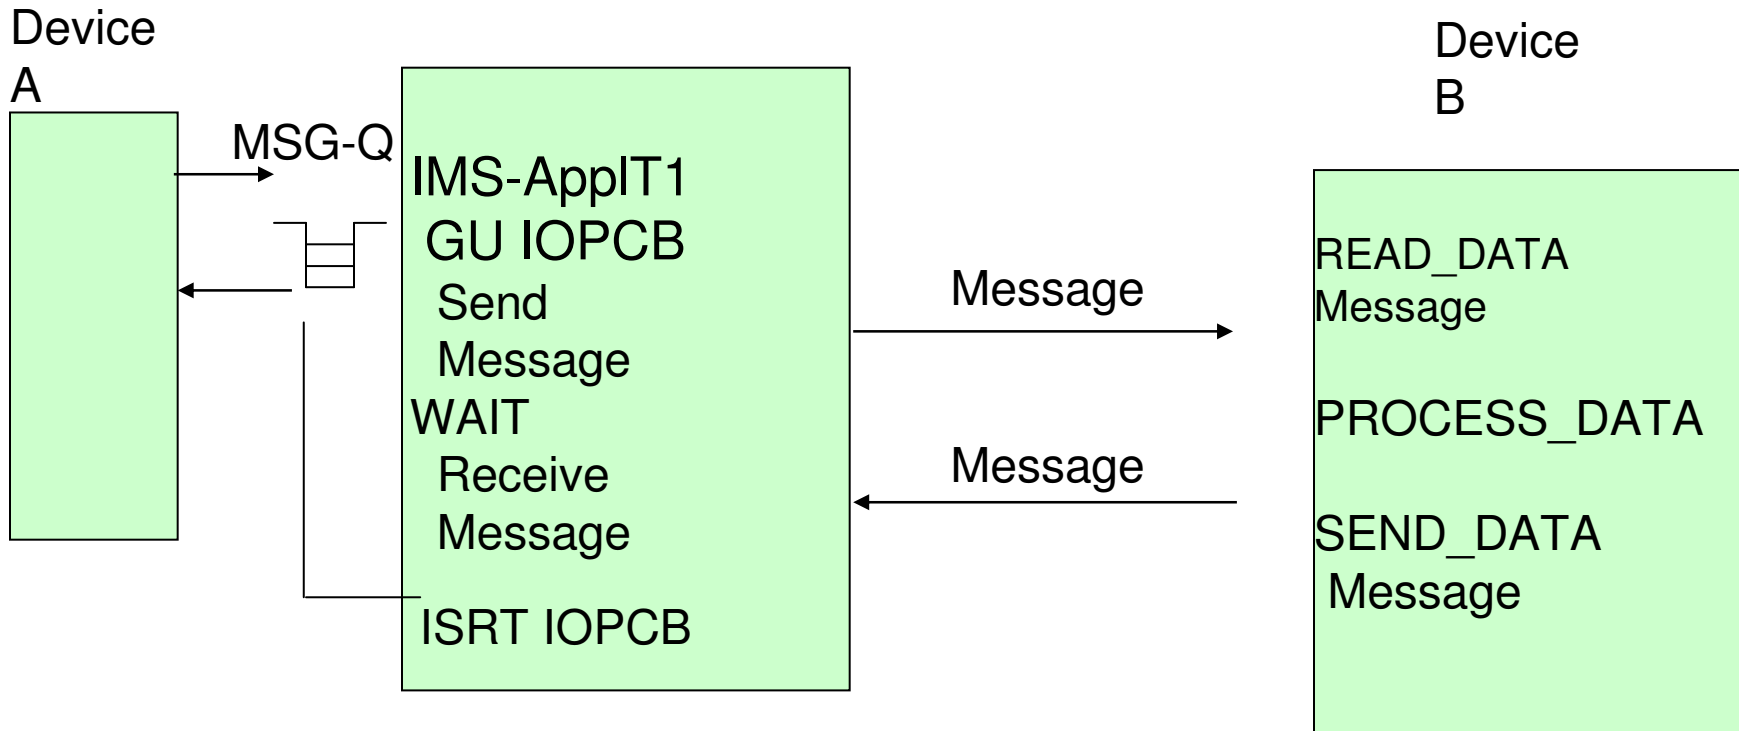 Device
A
MSG-Q
IMS-ApplT1
GU IOPCB
Send
Message
WAIT
Receive
Message
ISRT IOPCB
Message
Message
Device
B
READ_DATA
Message
PROCESS_DATA
SEND_DATA
Message